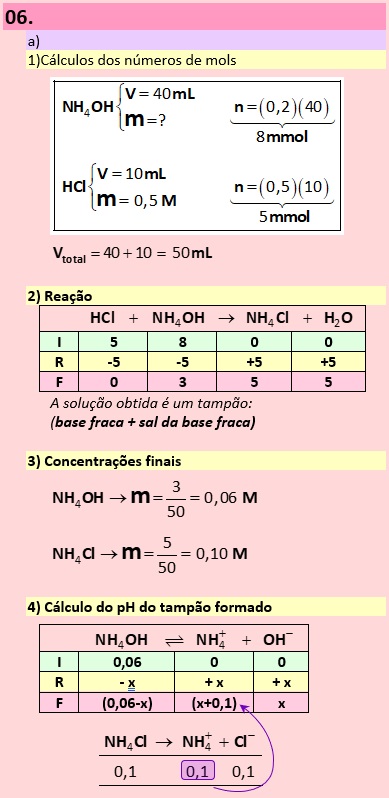 06.
a)
1)Cálculos dos números de mols
NH₄OH { V = 40mL
m = ?
n = (0,2)(40)
8mmol
HCl { V = 10mL
m = 0,5 M
n = (0,5)(10)
5mmol
V_total = 40 + 10 = 50mL
2) Reação
HCl + NH₄OH → NH₄Cl + H₂O
I 5 8 0 0
R -5 -5 +5 +5
F 0 3 5 5
A solução obtida é um tampão:
(base fraca + sal da base fraca)
3) Concentrações finais
NH₄OH → m = 3/50 = 0,06 M
NH₄Cl → m = 5/50 = 0,10 M
4) Cálculo do pH do tampão formado
NH₄OH ⇌ NH₄⁺ + OH⁻
I 0,06 0 0
R - x + x + x
F (0,06-x) (x+0,1) x
NH₄Cl → NH₄⁺ + Cl⁻
0,1 0,1 0,1